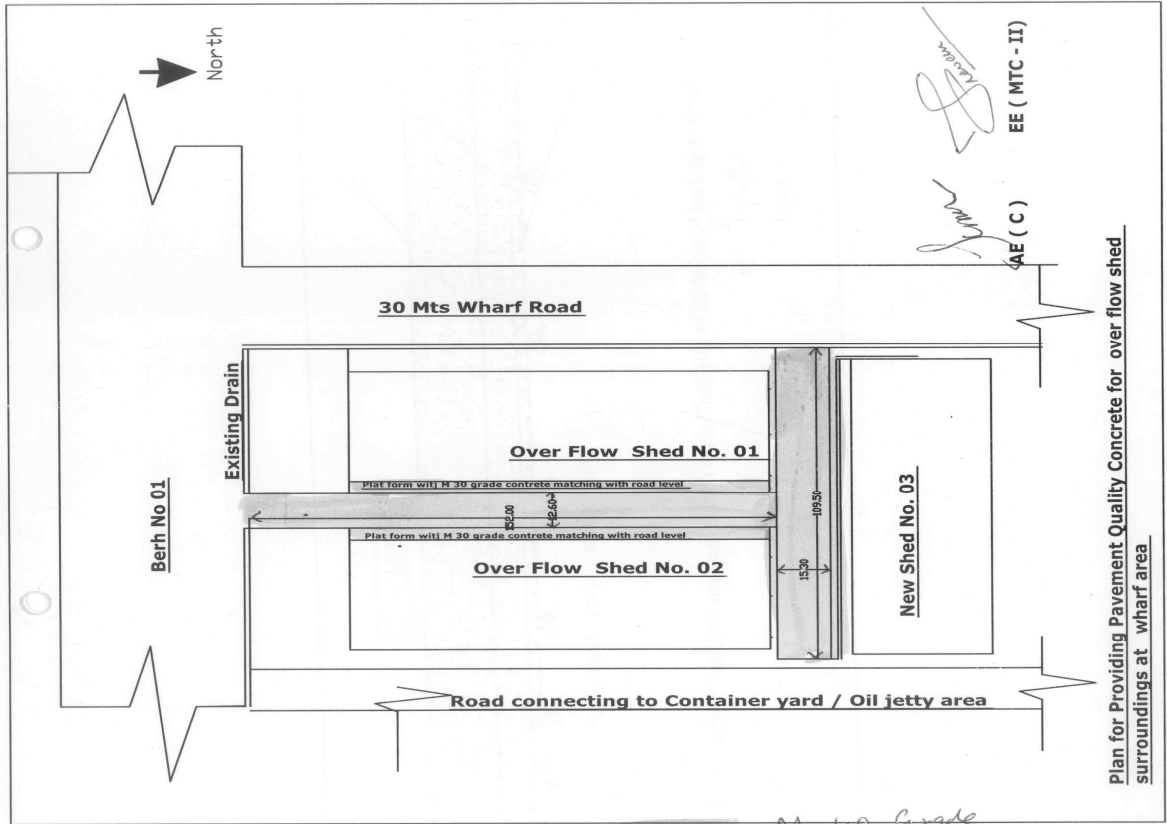 North
30 Mts Wharf Road
Existing Drain
Berh No 01
Over Flow Shed No. 01
Plat form witj M 30 grade contrete matching with road level
152.00
12.60
Plat form witj M 30 grade contrete matching with road level
Over Flow Shed No. 02
109.50
15.30
New Shed No. 03
Road connecting to Container yard / Oil jetty area
AE ( C )
EE ( MTC - II)
Plan for Providing Pavement Quality Concrete for over flow shed
surroundings at wharf area
Grade